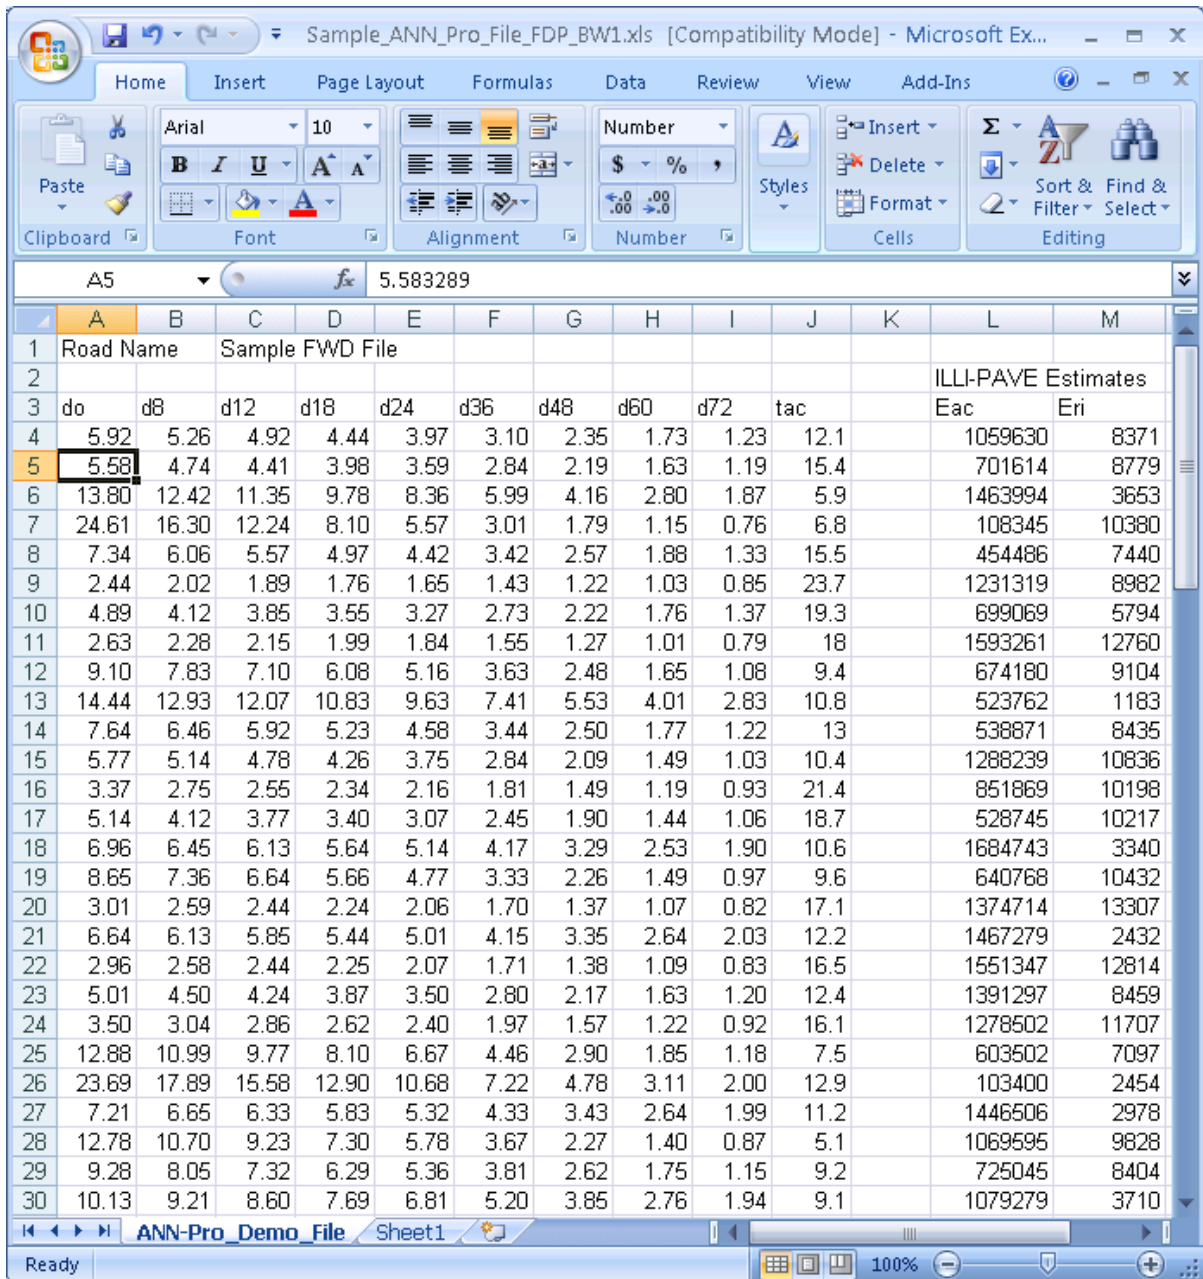 Sample_ANN_Pro_File_FDP_BW1.xls [Compatibility Mode] - Microsoft Ex...
Home Insert Page Layout Formulas Data Review View Add-Ins
Arial 10 Number Insert Σ
B I U A A $ % , Delete
Paste Styles Format Sort & Filter Find & Select
Clipboard Font Alignment Number Cells Editing
A5 fx 5.583289
A B C D E F G H I J K L M
1 Road Name Sample FWD File
2 ILLI-PAVE Estimates
3 do d8 d12 d18 d24 d36 d48 d60 d72 tac Eac Eri
4 5.92 5.26 4.92 4.44 3.97 3.10 2.35 1.73 1.23 12.1 1059630 8371
5 5.58 4.74 4.41 3.98 3.59 2.84 2.19 1.63 1.19 15.4 701614 8779
6 13.80 12.42 11.35 9.78 8.36 5.99 4.16 2.80 1.87 5.9 1463994 3653
7 24.61 16.30 12.24 8.10 5.57 3.01 1.79 1.15 0.76 6.8 108345 10380
8 7.34 6.06 5.57 4.97 4.42 3.42 2.57 1.88 1.33 15.5 454486 7440
9 2.44 2.02 1.89 1.76 1.65 1.43 1.22 1.03 0.85 23.7 1231319 8982
10 4.89 4.12 3.85 3.55 3.27 2.73 2.22 1.76 1.37 19.3 699069 5794
11 2.63 2.28 2.15 1.99 1.84 1.55 1.27 1.01 0.79 18 1593261 12760
12 9.10 7.83 7.10 6.08 5.16 3.63 2.48 1.65 1.08 9.4 674180 9104
13 14.44 12.93 12.07 10.83 9.63 7.41 5.53 4.01 2.83 10.8 523762 1183
14 7.64 6.46 5.92 5.23 4.58 3.44 2.50 1.77 1.22 13 538871 8435
15 5.77 5.14 4.78 4.26 3.75 2.84 2.09 1.49 1.03 10.4 1288239 10836
16 3.37 2.75 2.55 2.34 2.16 1.81 1.49 1.19 0.93 21.4 851869 10198
17 5.14 4.12 3.77 3.40 3.07 2.45 1.90 1.44 1.06 18.7 528745 10217
18 6.96 6.45 6.13 5.64 5.14 4.17 3.29 2.53 1.90 10.6 1684743 3340
19 8.65 7.36 6.64 5.66 4.77 3.33 2.26 1.49 0.97 9.6 640768 10432
20 3.01 2.59 2.44 2.24 2.06 1.70 1.37 1.07 0.82 17.1 1374714 13307
21 6.64 6.13 5.85 5.44 5.01 4.15 3.35 2.64 2.03 12.2 1467279 2432
22 2.96 2.58 2.44 2.25 2.07 1.71 1.38 1.09 0.83 16.5 1551347 12814
23 5.01 4.50 4.24 3.87 3.50 2.80 2.17 1.63 1.20 12.4 1391297 8459
24 3.50 3.04 2.86 2.62 2.40 1.97 1.57 1.22 0.92 16.1 1278502 11707
25 12.88 10.99 9.77 8.10 6.67 4.46 2.90 1.85 1.18 7.5 603502 7097
26 23.69 17.89 15.58 12.90 10.68 7.22 4.78 3.11 2.00 12.9 103400 2454
27 7.21 6.65 6.33 5.83 5.32 4.33 3.43 2.64 1.99 11.2 1446506 2978
28 12.78 10.70 9.23 7.30 5.78 3.67 2.27 1.40 0.87 5.1 1069595 9828
29 9.28 8.05 7.32 6.29 5.36 3.81 2.62 1.75 1.15 9.2 725045 8404
30 10.13 9.21 8.60 7.69 6.81 5.20 3.85 2.76 1.94 9.1 1079279 3710
ANN-Pro_Demo_File Sheet1
Ready 100%